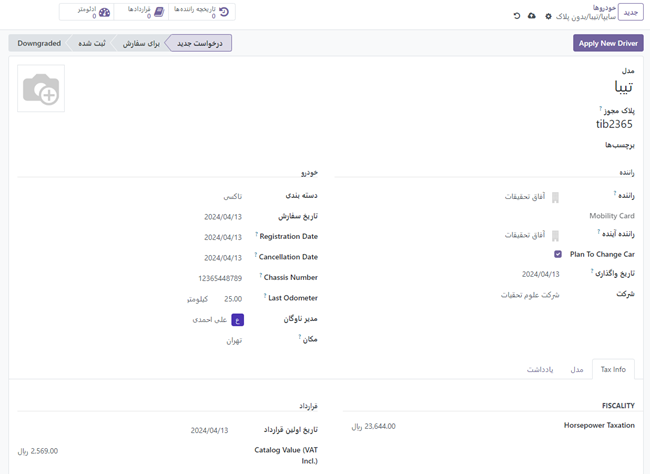 جدید
خودروها
سایپا/تیبا/بدون پلاک
تاریخچه راننده‌ها
0
قراردادها
0
ادئومتر
0
Apply New Driver
درخواست جدید
برای سفارش
ثبت شده
Downgraded
مدل
تیبا
پلاک مجوز ?
tib2365
برچسب‌ها
راننده
راننده ? آفاق تحقیقات
Mobility Card
راننده آینده ? آفاق تحقیقات
Plan To Change Car
تاریخ واگذاری ? 2024/04/13
شرکت شرکت علوم تحقیات
خودرو
دسته بندی تاکسی
تاریخ سفارش 2024/04/13
Registration Date ? 2024/04/13
Cancellation Date ? 2024/04/13
Chassis Number ? 12365448789
Last Odometer ? 25.00 کیلومتر
مدیر ناوگان ع علی احمدی
مکان ? تهران
Tax Info
مدل
یادداشت
FISCALITY
Horsepower Taxation 23,644.00 ریال
قرارداد
تاریخ اولین قرارداد 2024/04/13
Catalog Value (VAT 2,569.00 ریال
Incl.)